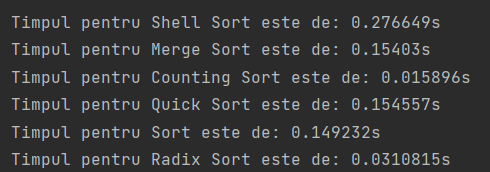 Timpul pentru Shell Sort este de: 0.276649s
Timpul pentru Merge Sort este de: 0.15403s
Timpul pentru Counting Sort este de: 0.015896s
Timpul pentru Quick Sort este de: 0.154557s
Timpul pentru Sort este de: 0.149232s
Timpul pentru Radix Sort este de: 0.0310815s